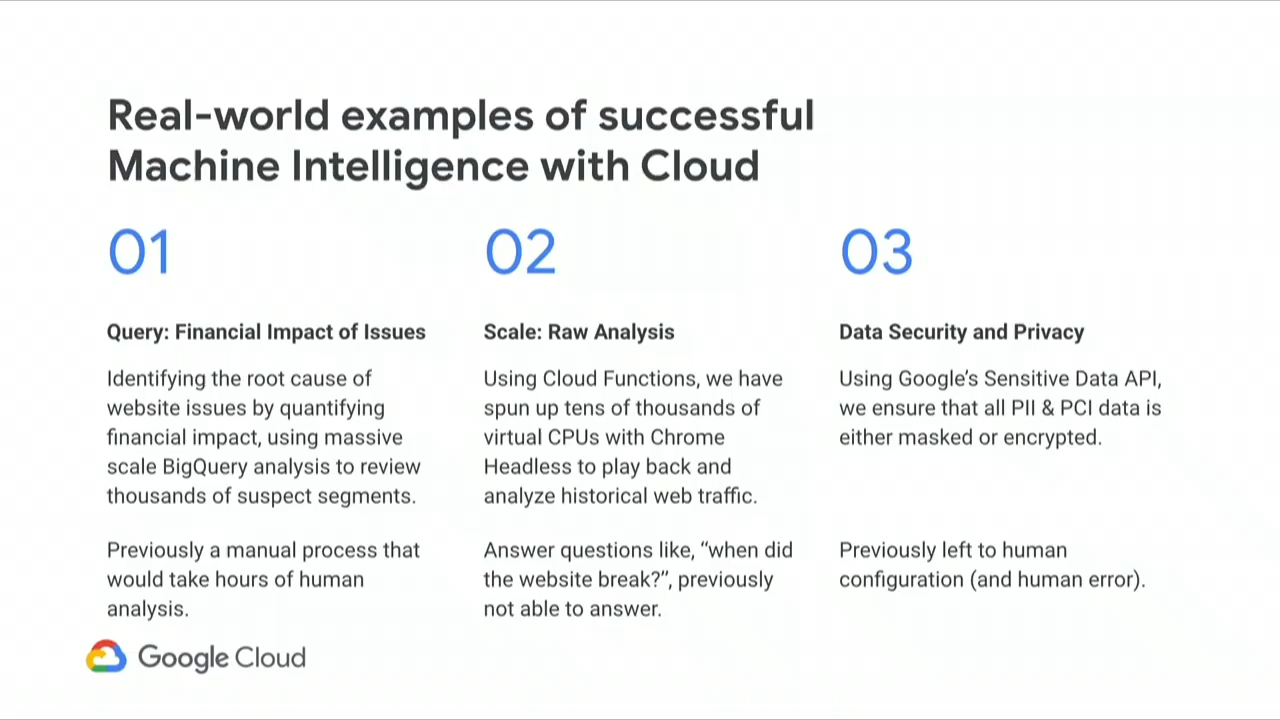 Real-world examples of successful
Machine Intelligence with Cloud
01
Query: Financial Impact of Issues
Identifying the root cause of
website issues by quantifying
financial impact, using massive
scale BigQuery analysis to review
thousands of suspect segments.
Previously a manual process that
would take hours of human
analysis.
02
Scale: Raw Analysis
Using Cloud Functions, we have
spun up tens of thousands of
virtual CPUs with Chrome
Headless to play back and
analyze historical web traffic.
Answer questions like, “when did
the website break?”, previously
not able to answer.
03
Data Security and Privacy
Using Google’s Sensitive Data API,
we ensure that all PII & PCI data is
either masked or encrypted.
Previously left to human
configuration (and human error).
Google Cloud